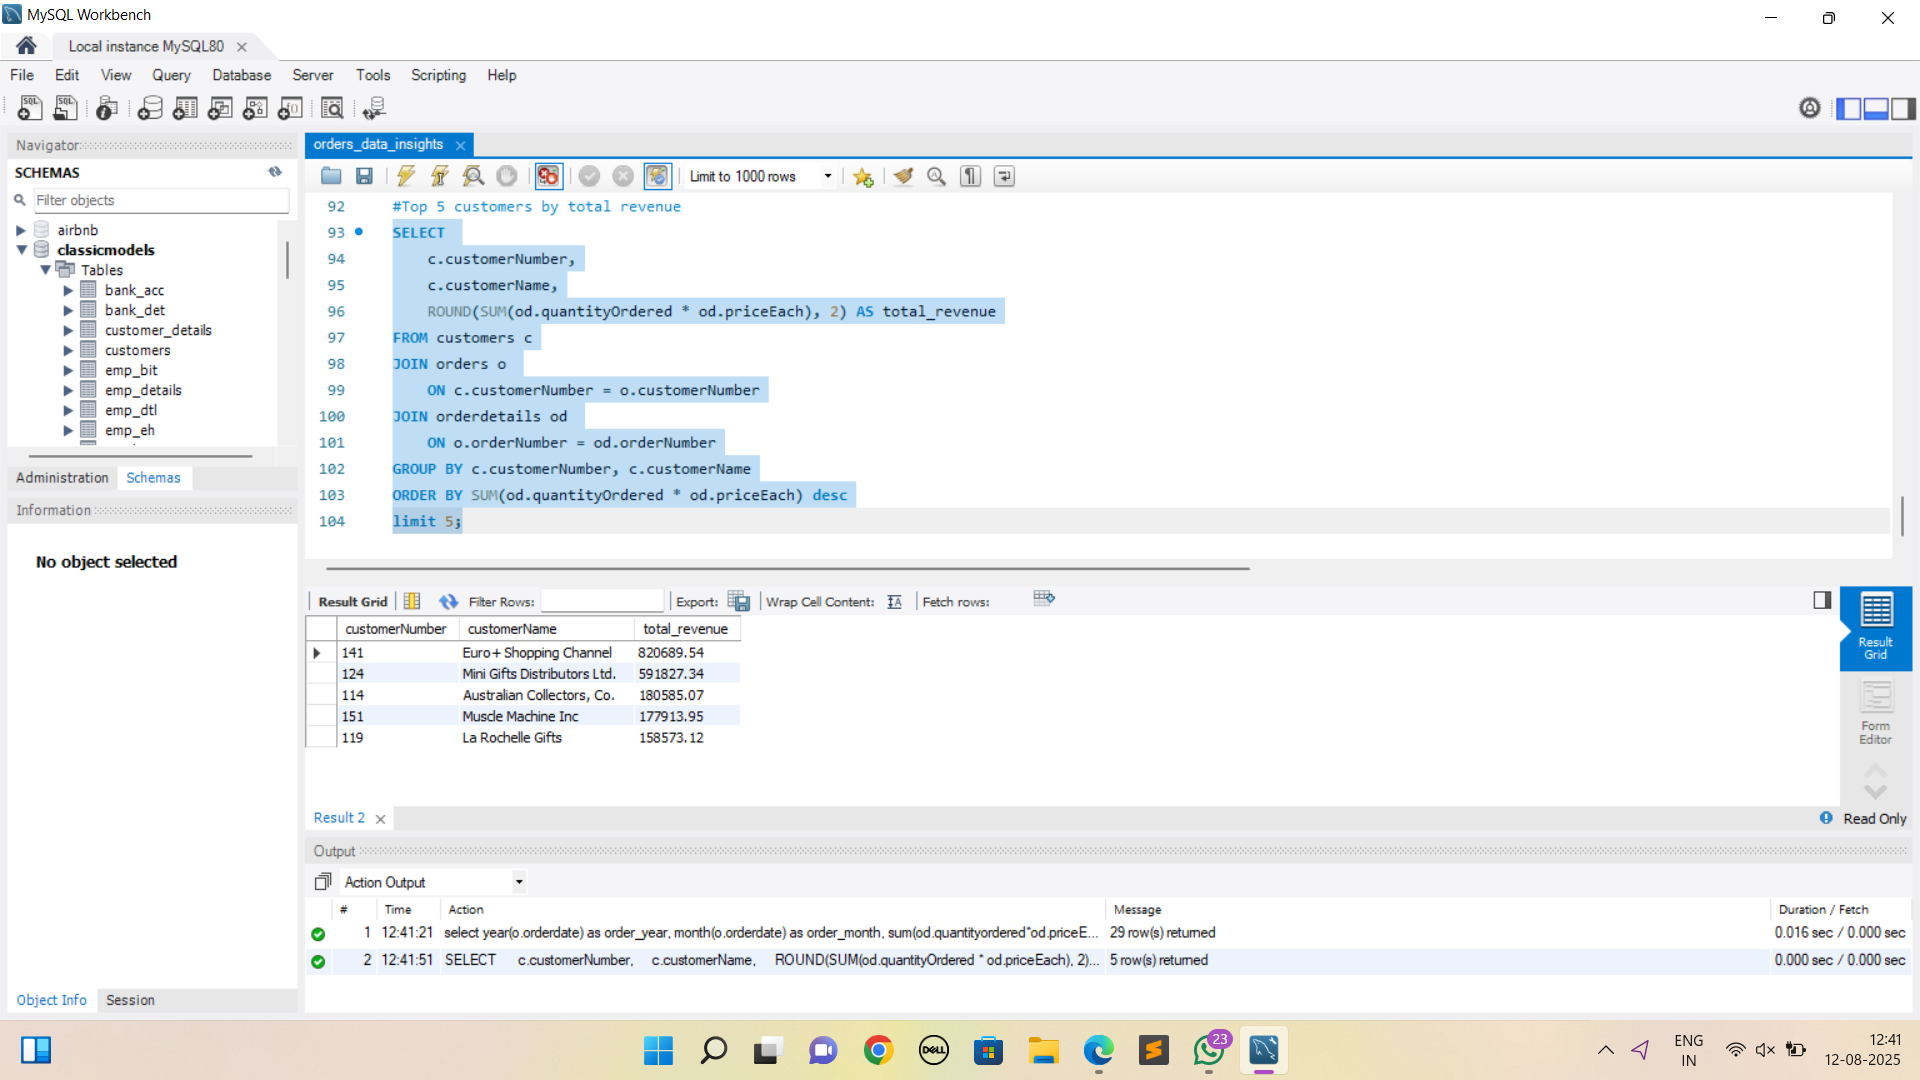 MySQL Workbench
Local instance MySQL80
File Edit View Query Database Server Tools Scripting Help
Navigator
SCHEMAS
Filter objects
airbnb
classicmodels
Tables
bank_acc
bank_det
customer_details
customers
emp_bit
emp_details
emp_dtl
emp_eh
Administration Schemas
Information
No object selected
Object Info Session
orders_data_insights
Limit to 1000 rows
92 #Top 5 customers by total revenue
93 SELECT
94 c.customerNumber,
95 c.customerName,
96 ROUND(SUM(od.quantityOrdered * od.priceEach), 2) AS total_revenue
97 FROM customers c
98 JOIN orders o
99 ON c.customerNumber = o.customerNumber
100 JOIN orderdetails od
101 ON o.orderNumber = od.orderNumber
102 GROUP BY c.customerNumber, c.customerName
103 ORDER BY SUM(od.quantityOrdered * od.priceEach) desc
104 limit 5;
Result Grid Filter Rows: Export: Wrap Cell Content: Fetch rows:
customerNumber customerName total_revenue
141 Euro+ Shopping Channel 820689.54
124 Mini Gifts Distributors Ltd. 591827.34
114 Australian Collectors, Co. 180585.07
151 Muscle Machine Inc 177913.95
119 La Rochelle Gifts 158573.12
Result Grid
Form Editor
Result 2
Read Only
Output
Action Output
# Time Action Message Duration / Fetch
1 12:41:21 select year(o.orderdate) as order_year, month(o.orderdate) as order_month, sum(od.quantityordered*od.priceE... 29 row(s) returned 0.016 sec / 0.000 sec
2 12:41:51 SELECT c.customerNumber, c.customerName, ROUND(SUM(od.quantityOrdered * od.priceEach), 2)... 5 row(s) returned 0.000 sec / 0.000 sec
DELL
23
ENG
IN
12:41
12-08-2025